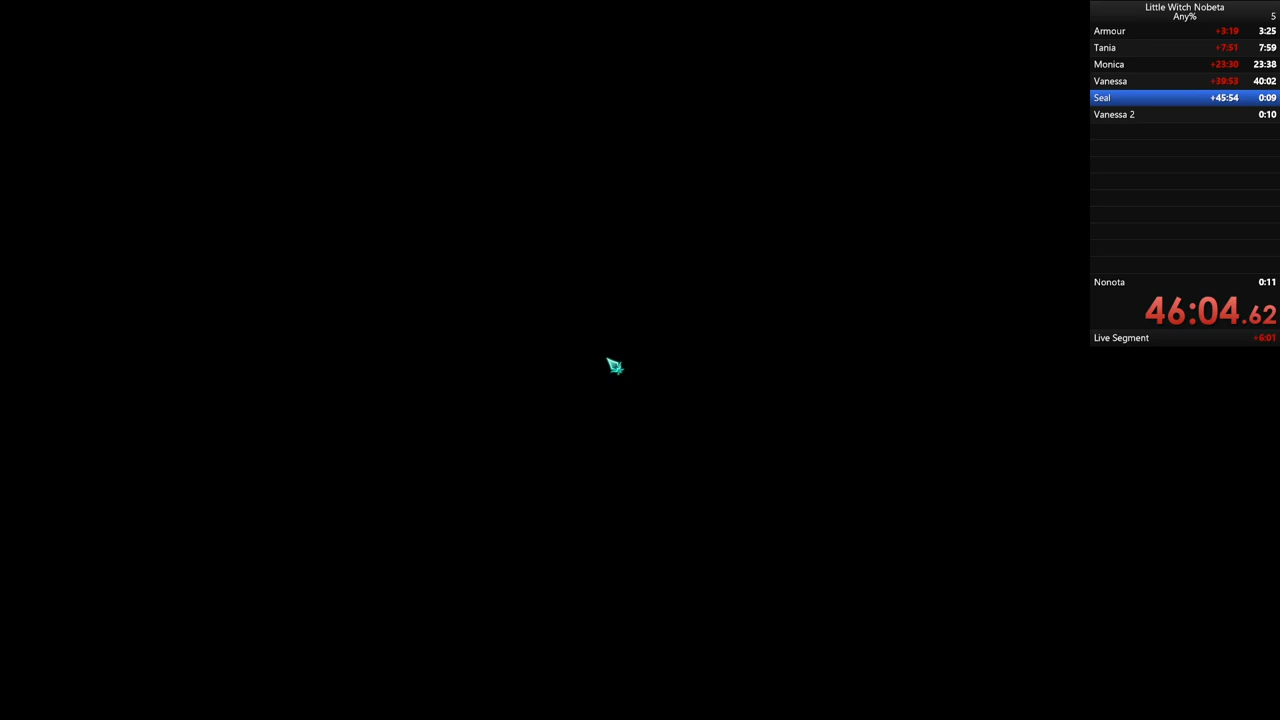 Little Witch Nobeta
Any% 5
Armour +3:19 3:25
Tania +7:51 7:59
Monica +23:30 23:38
Vanessa +39:53 40:02
Seal +45:54 0:09
Vanessa 2 0:10
Nonota 0:11
46:04.62
Live Segment +6:01